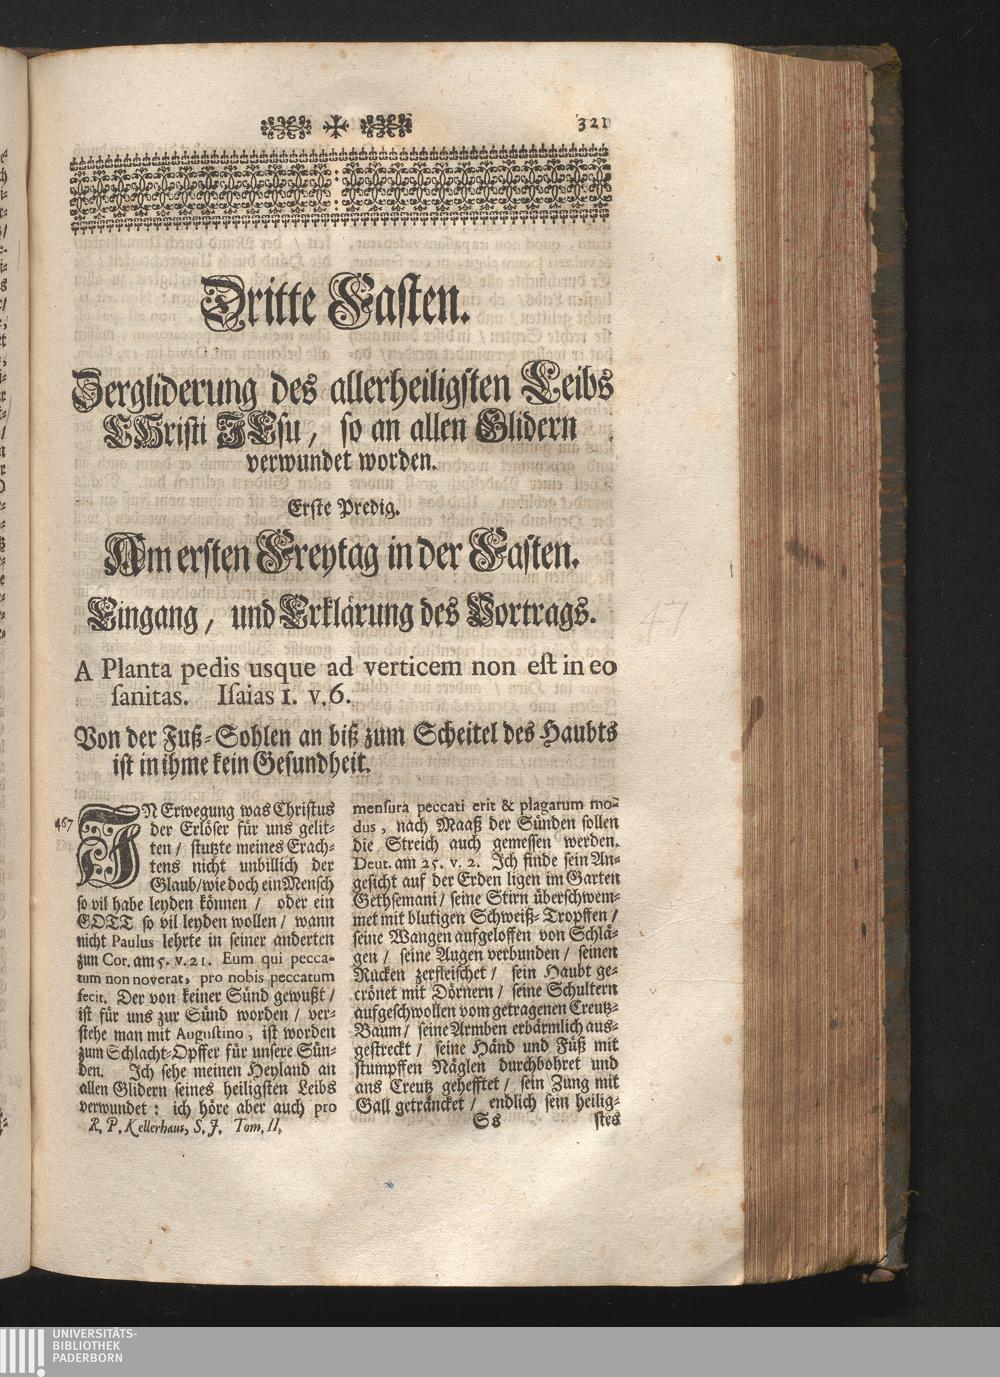 321
Dritte Fasten.
Zergliderung des allerheiligsten Leibs
CHristi JEsu, so an allen Glidern
verwundet worden.
Erste Predig.
Am ersten Freytag in der Fasten.
Eingang, und Erklärung des Vortrags.
A Planta pedis usque ad verticem non est in eo
sanitas. Isaias 1. v. 6.
Von der Fuß-Sohlen an biß zum Scheitel des Haubts
ist in ihme kein Gesundheit.
467
IN Erwegung was Christus
der Erlöser für uns gelit-
ten / stutzte meines Erach-
tens nicht unbillich der
Glaub / wie doch ein Mensch
so vil habe leyden können / oder ein
GOTT so vil leyden wollen / wann
nicht Paulus lehrte in seiner anderten
zun Cor. am 5. v. 21. Eum qui pecca-
tum non noverat, pro nobis peccatum
fecit. Der von keiner Sünd gewußt /
ist für uns zur Sünd worden / ver-
stehe man mit Augustino, ist worden
zum Schlacht-Opffer für unsere Sün-
den. Ich sehe meinen Heyland an
allen Glidern seines heiligsten Leibs
verwundet: ich höre aber auch pro
R. P. Kellerhaus, S. J. Tom. II.
mensura peccati erit & plagarum mo-
dus, nach Maaß der Sünden sollen
die Streich auch gemessen werden.
Deut. am 25. v. 2. Ich finde sein An-
gesicht auf der Erden ligen im Garten
Gethsemani / seine Stirn überschwem-
met mit blutigen Schweiß-Tropffen /
seine Wangen aufgeloffen von Schlä-
gen / seine Augen verbunden / seinen
Rucken zerfleischet / sein Haubt ge-
crönet mit Dörnern / seine Schultern
aufgeschwollen vom getragenen Creutz-
Baum / seine Armben erbärmlich aus-
gestreckt / seine Händ und Füß mit
stumpffen Näglen durchbohret und
ans Creutz gehefftet / sein Zung mit
Gall geträncket / endlich sein heilig-
Ss
stes
47
UNIVERSITÄTS-
BIBLIOTHEK
PADERBORN